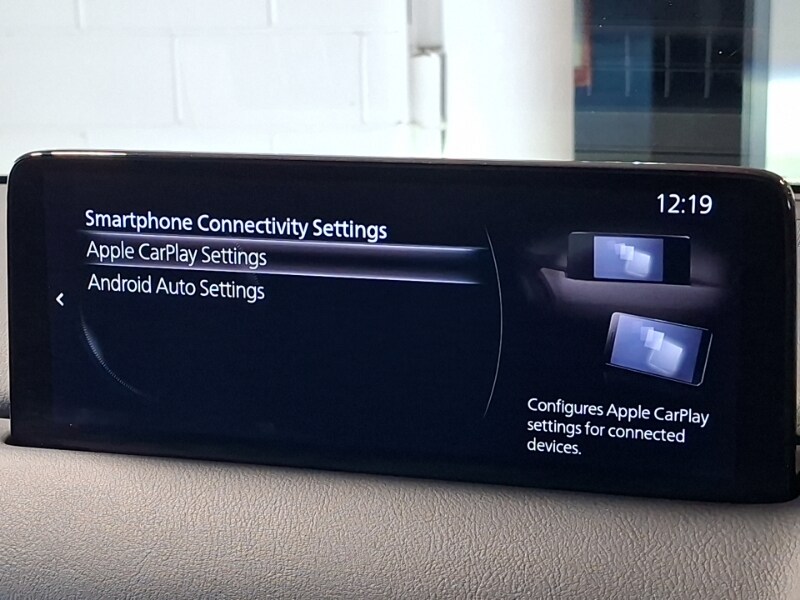 12:19
Smartphone Connectivity Settings
Apple CarPlay Settings
Android Auto Settings
Configures Apple CarPlay
settings for connected
devices.